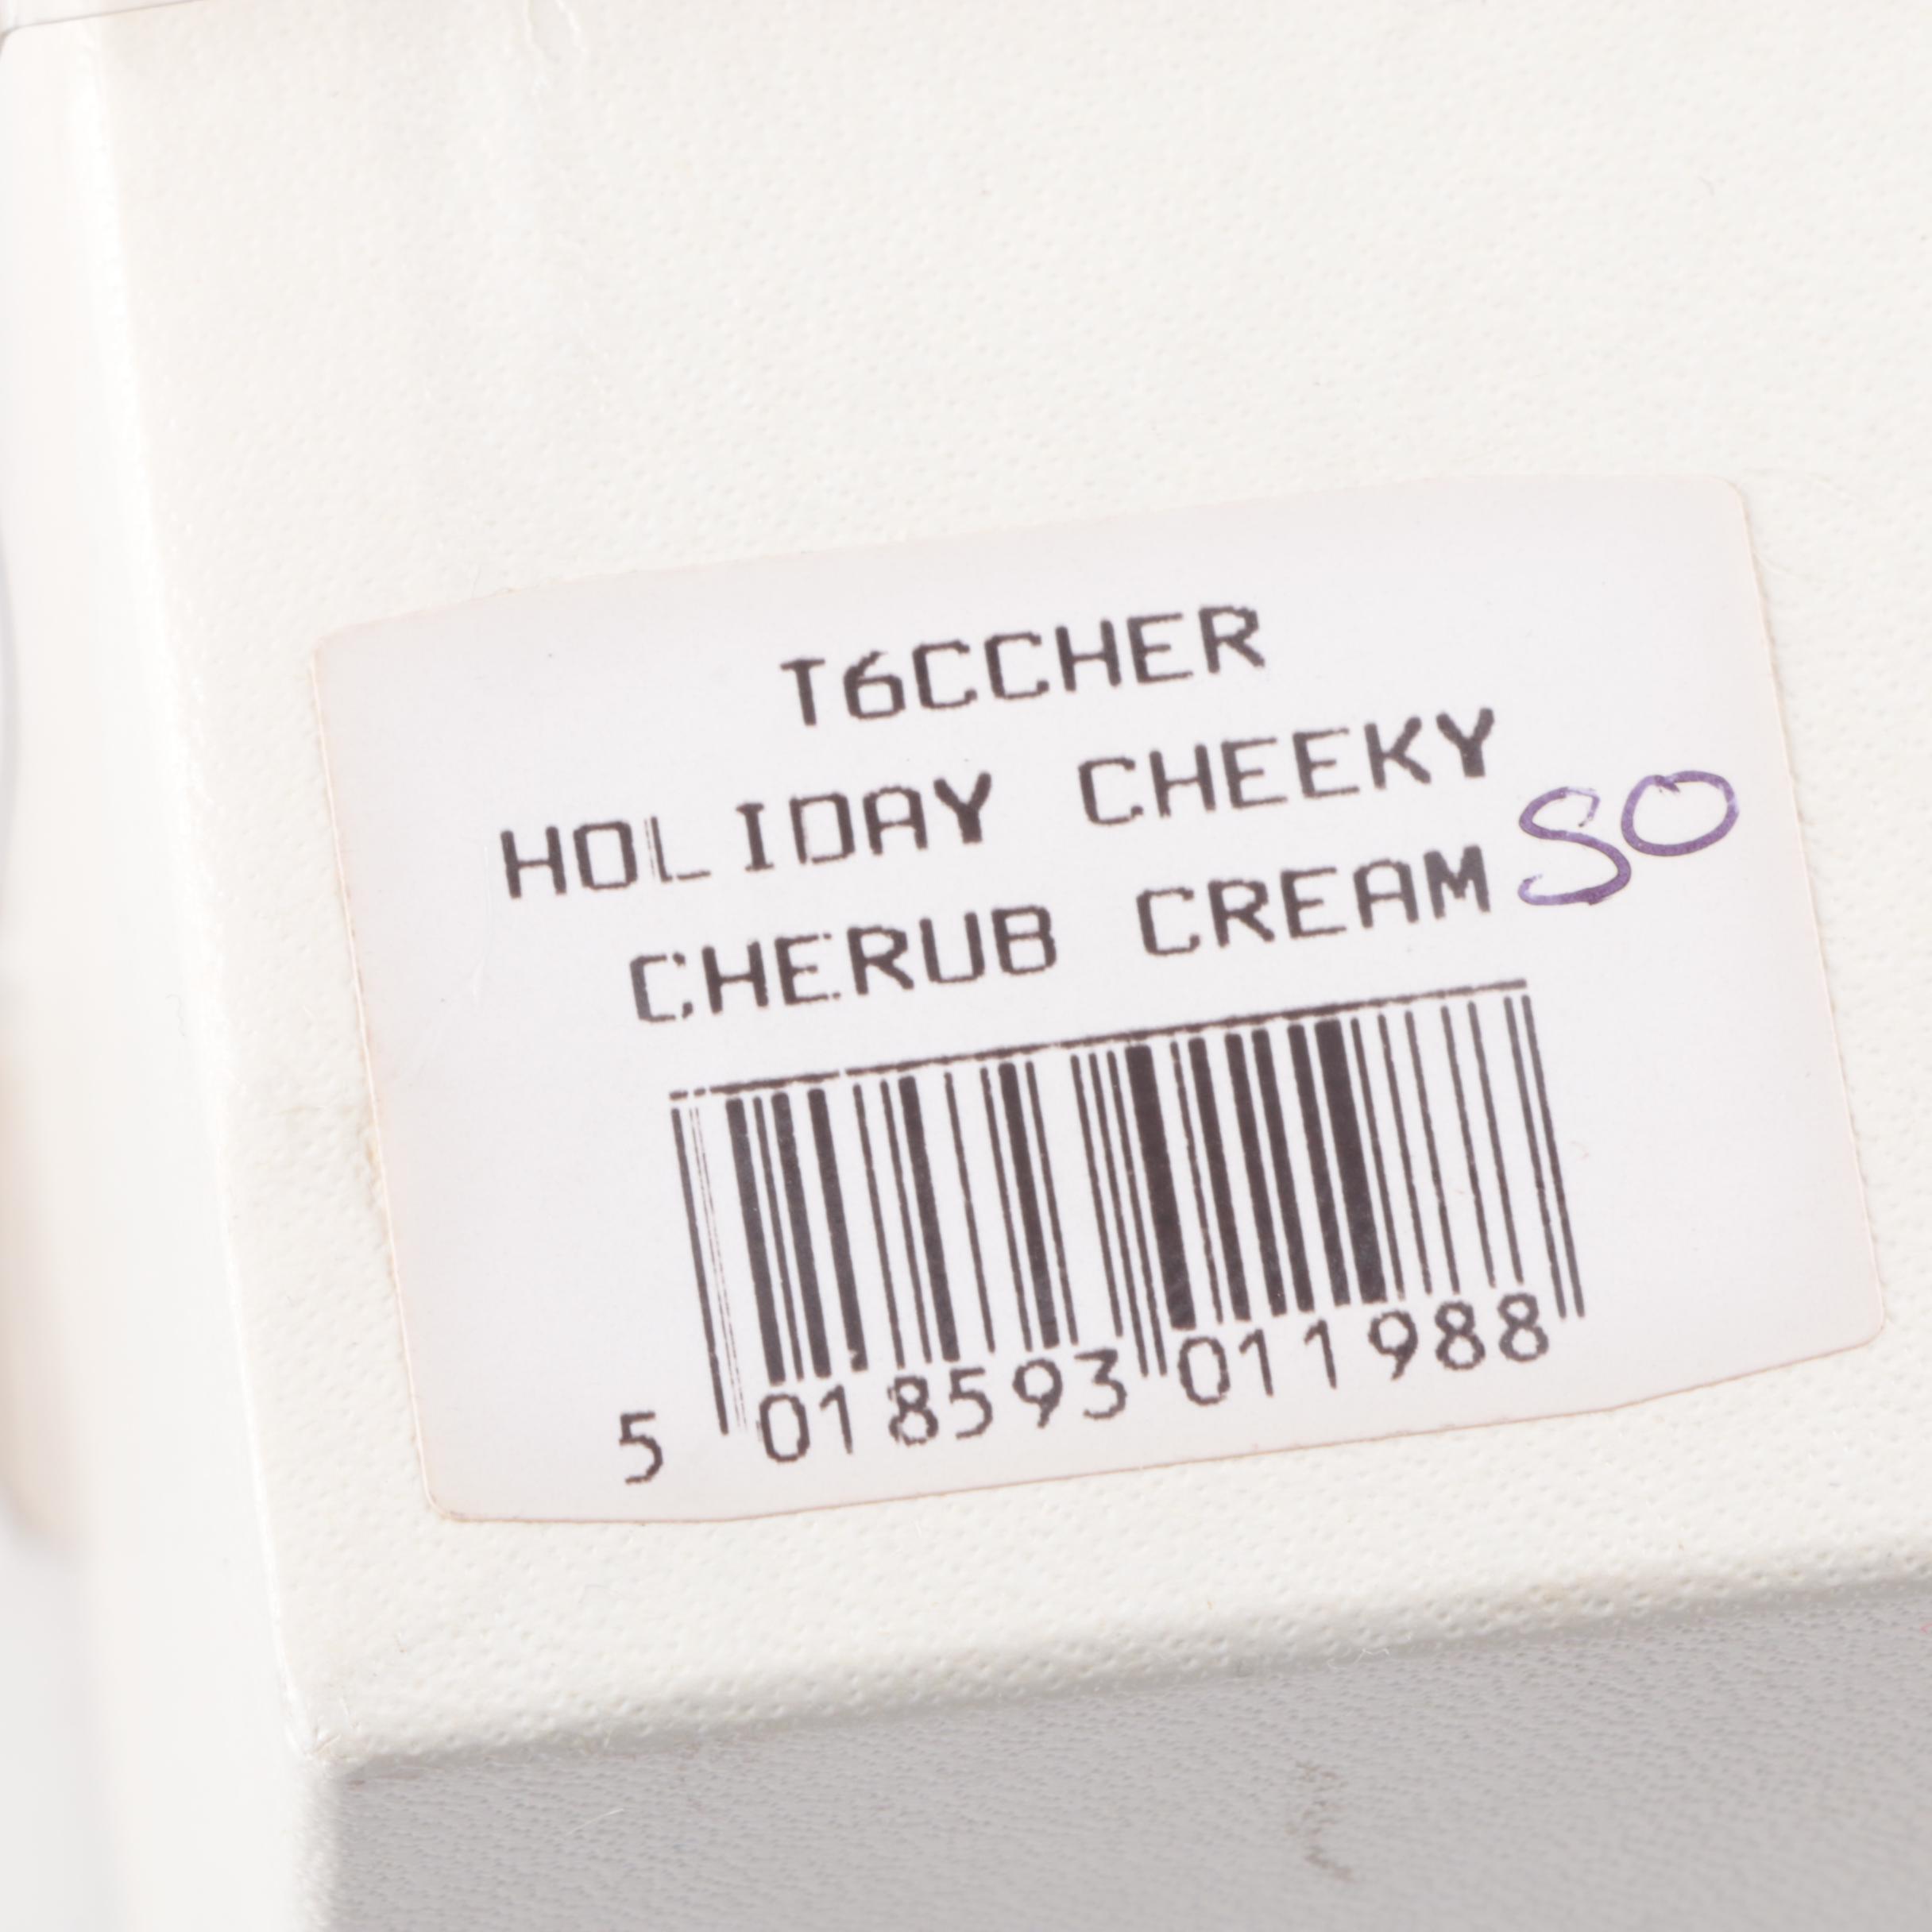 T6CCHER
HOLIDAY CHEEKY
CHERUB CREAM SO
5 018593 011988